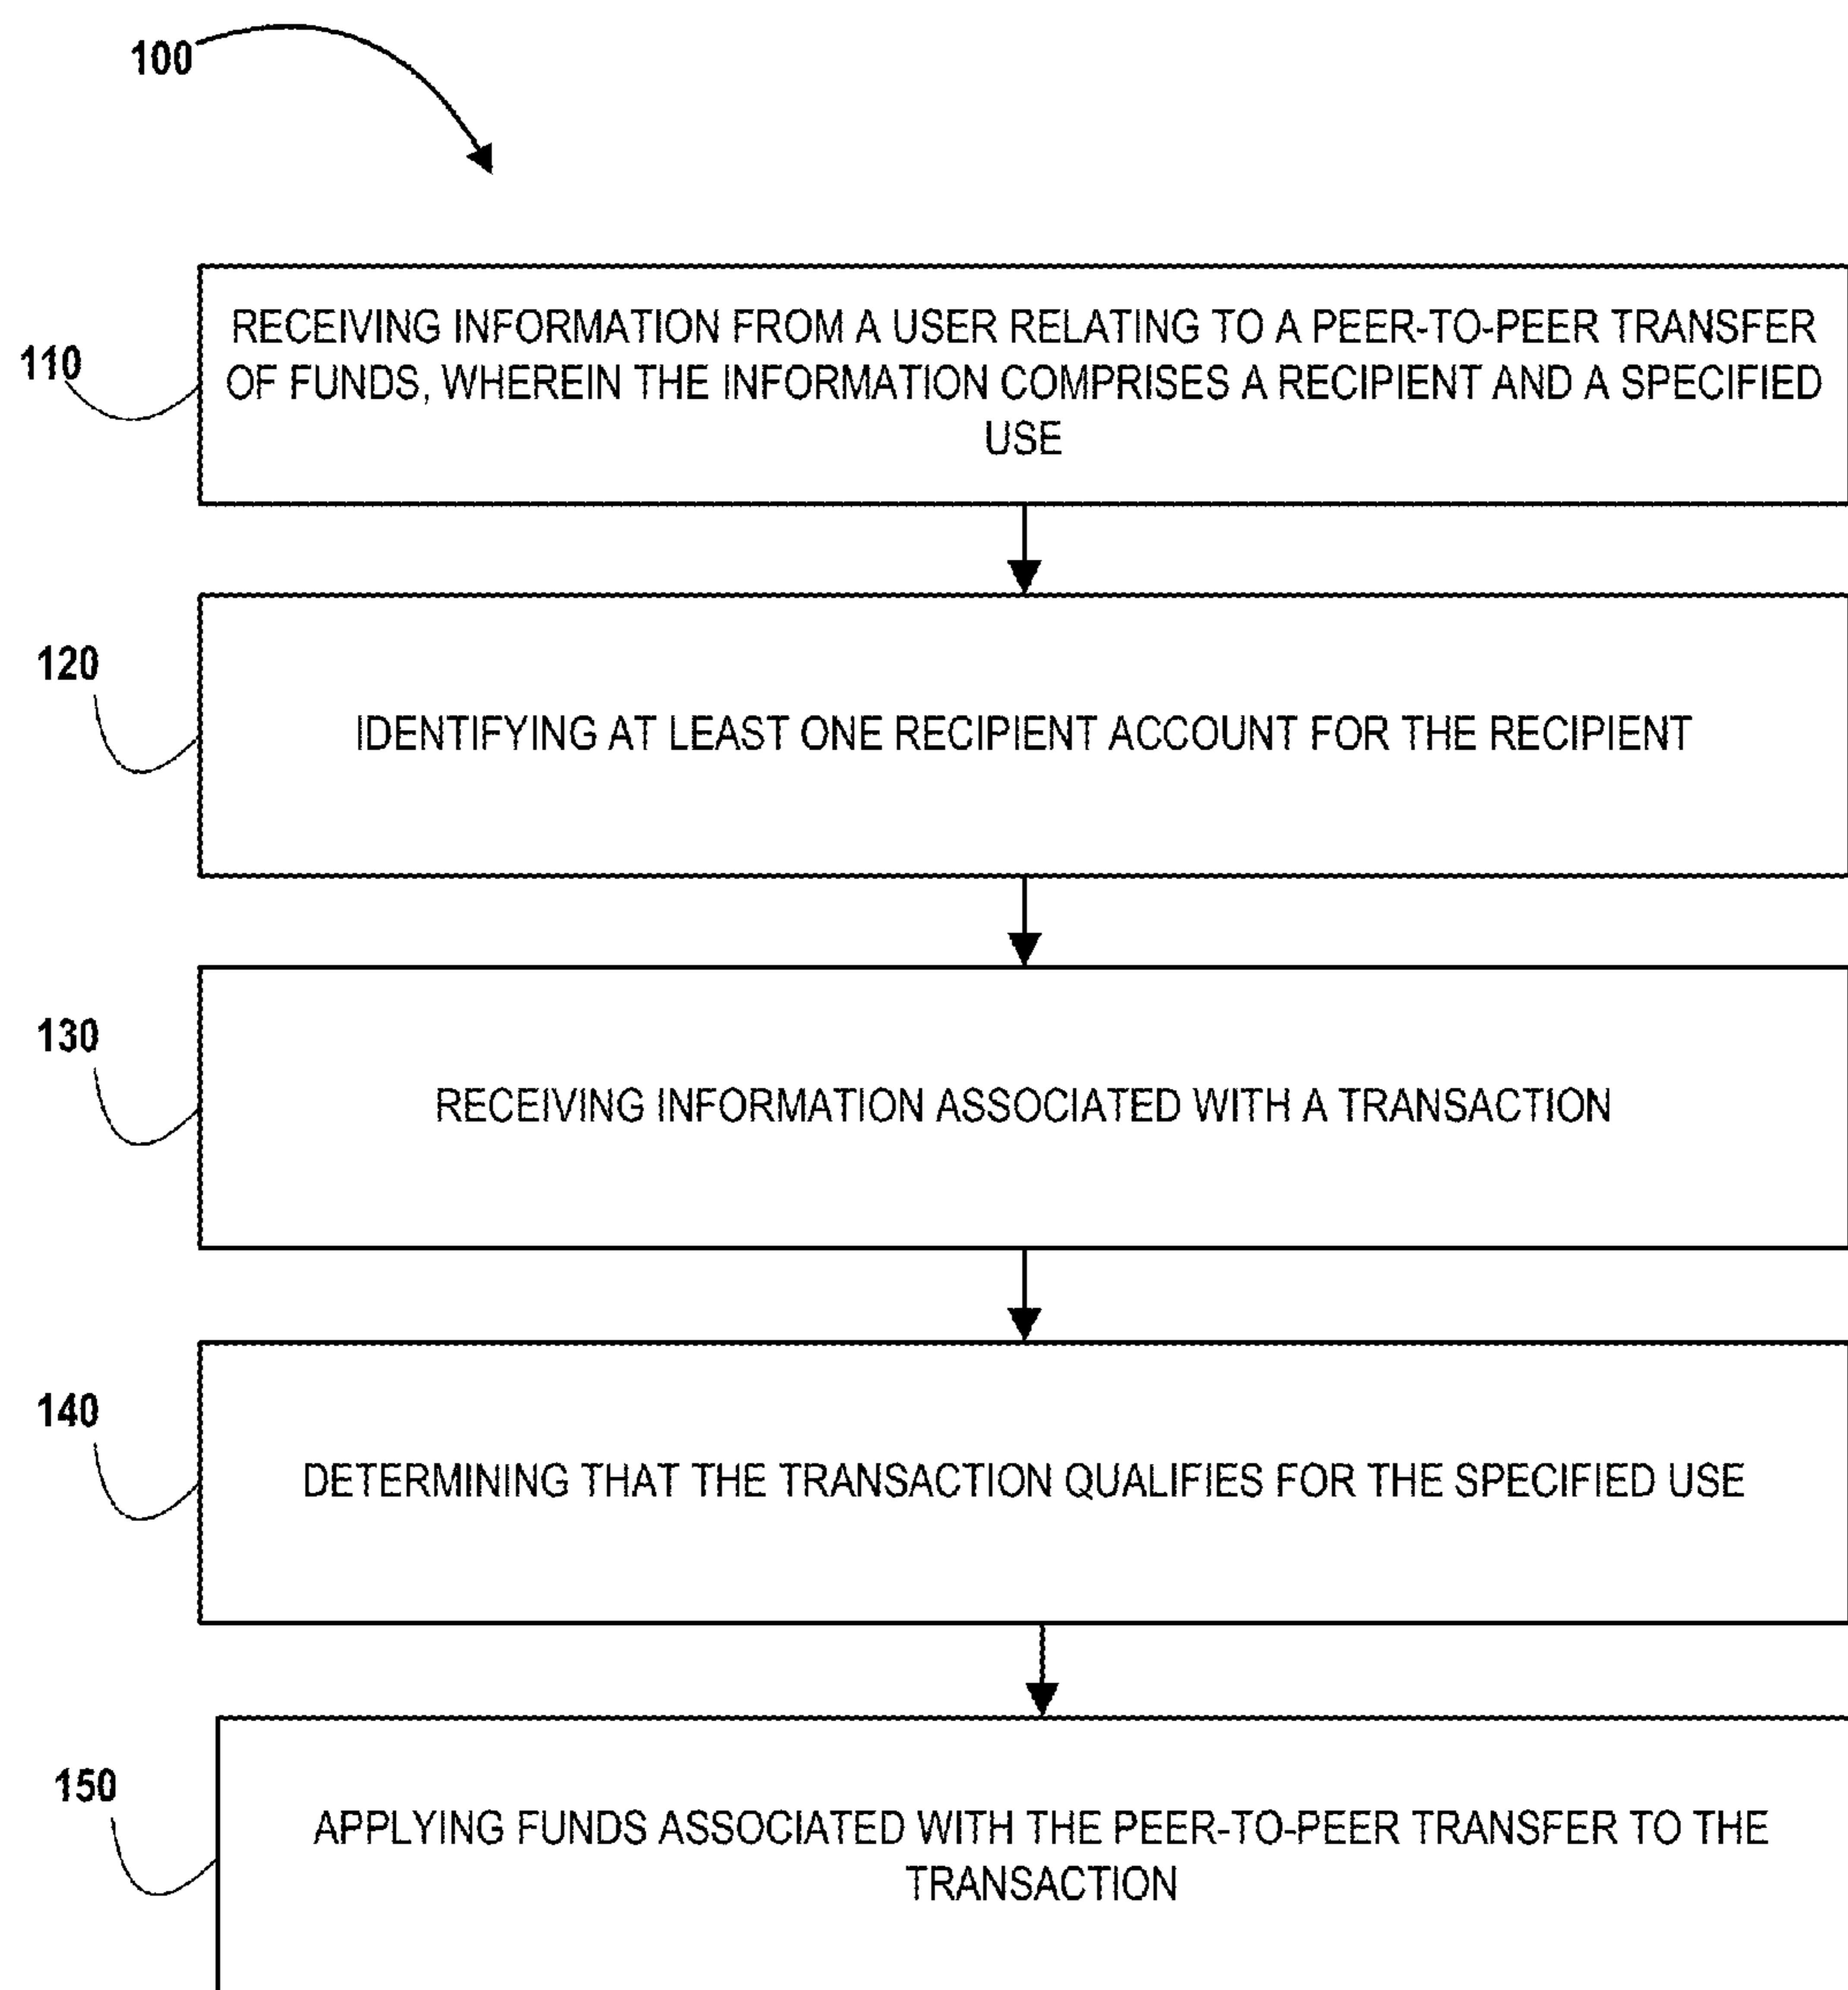 100
110
RECEIVING INFORMATION FROM A USER RELATING TO A PEER-TO-PEER TRANSFER
OF FUNDS, WHEREIN THE INFORMATION COMPRISES A RECIPIENT AND A SPECIFIED
USE
120
IDENTIFYING AT LEAST ONE RECIPIENT ACCOUNT FOR THE RECIPIENT
130
RECEIVING INFORMATION ASSOCIATED WITH A TRANSACTION
140
DETERMINING THAT THE TRANSACTION QUALIFIES FOR THE SPECIFIED USE
150
APPLYING FUNDS ASSOCIATED WITH THE PEER-TO-PEER TRANSFER TO THE
TRANSACTION